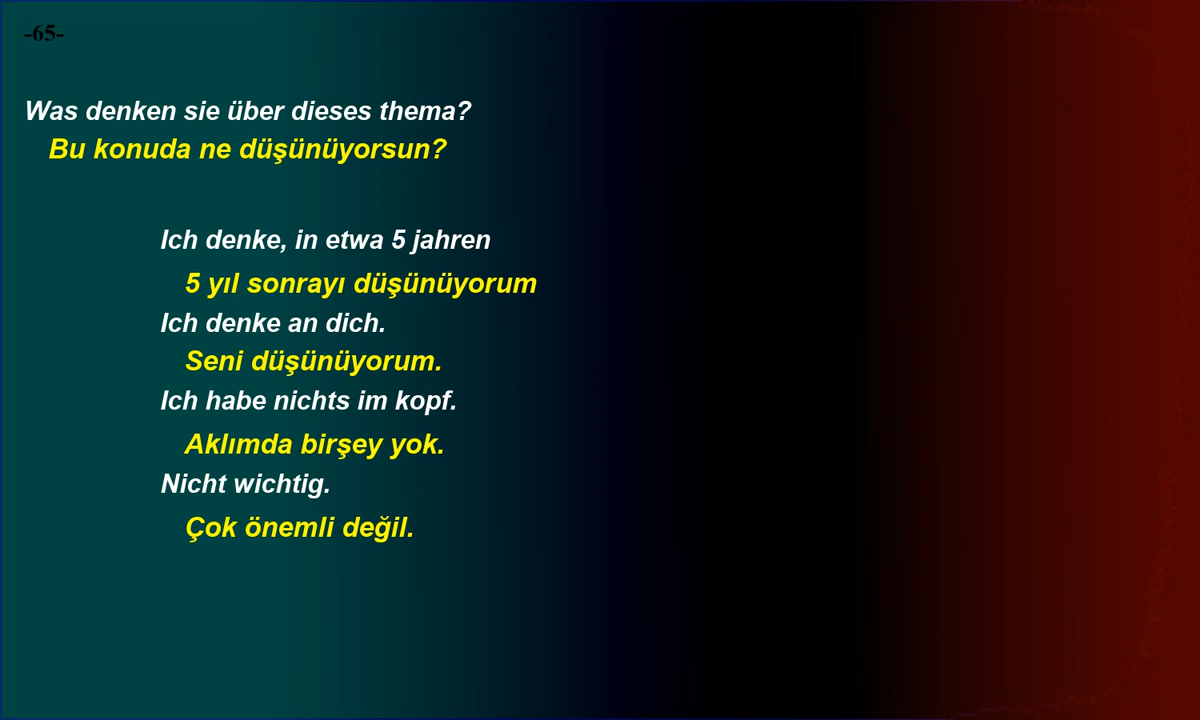 -65-
Was denken sie über dieses thema?
Bu konuda ne düşünüyorsun?
Ich denke, in etwa 5 jahren
5 yıl sonrayı düşünüyorum
Ich denke an dich.
Seni düşünüyorum.
Ich habe nichts im kopf.
Aklımda birşey yok.
Nicht wichtig.
Çok önemli değil.